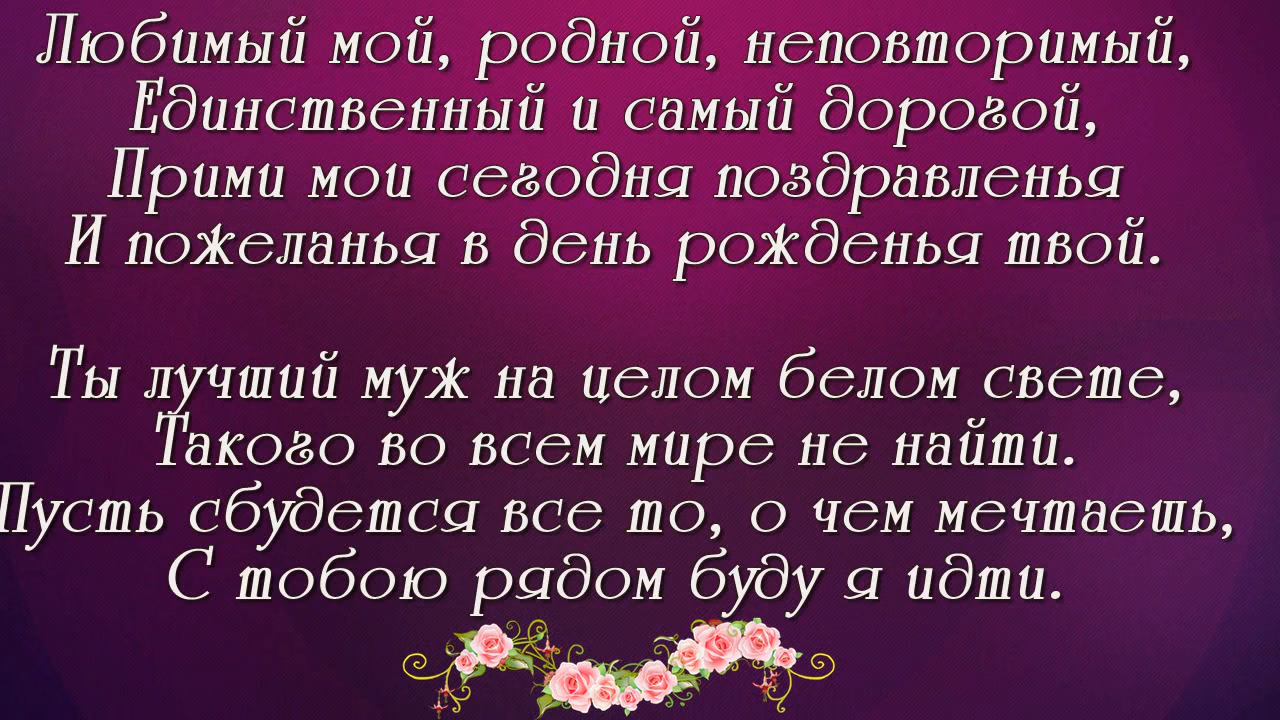 Любимый мой, родной, неповторимый,
Единственный и самый дорогой,
Прими мои сегодня поздравленья
И пожеланья в день рожденья твой.
Ты лучший муж на целом белом свете,
Такого во всем мире не найти.
Пусть сбудется все то, о чем мечтаешь,
С тобою рядом буду я идти.